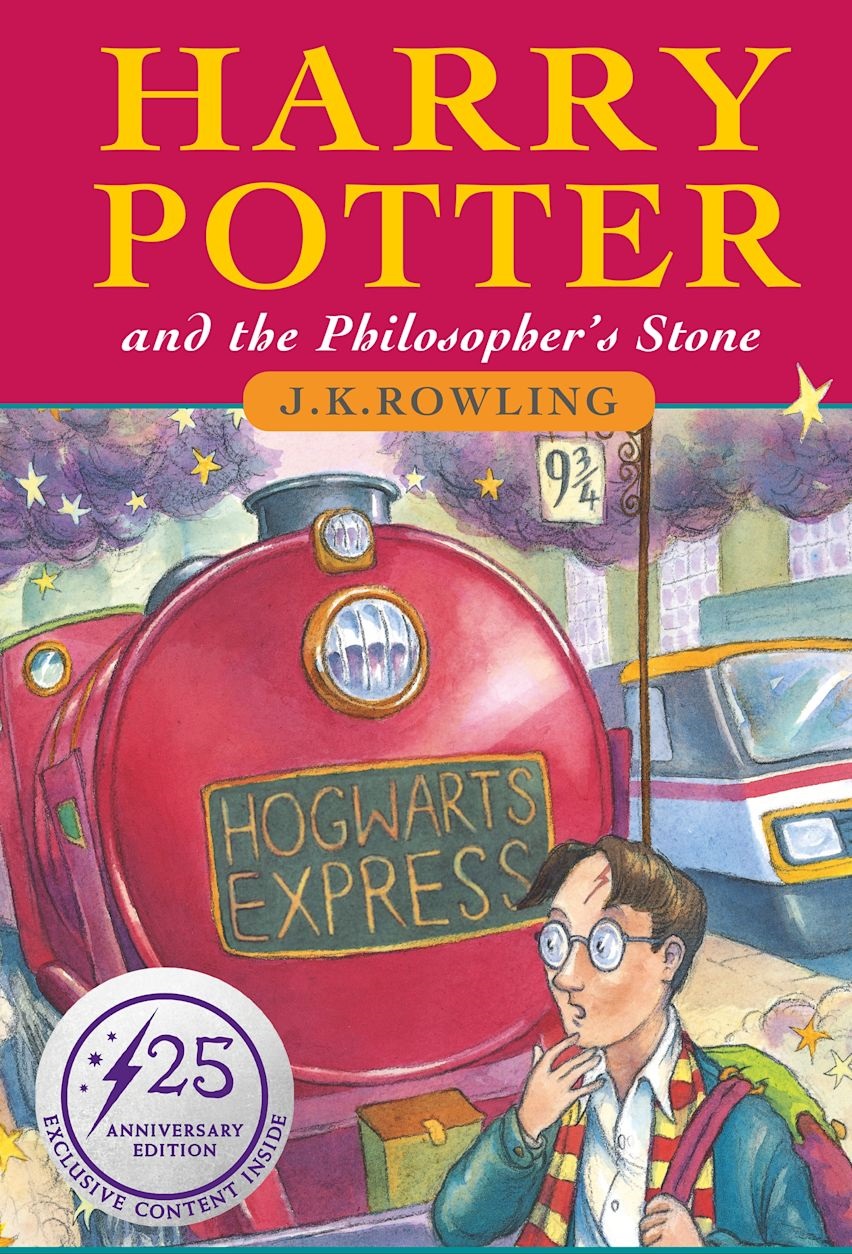 HARRY
POTTER
and the Philosopher's Stone
J.K.ROWLING
9¾
HOGWARTS
EXPRESS
25
ANNIVERSARY
EDITION
EXCLUSIVE CONTENT INSIDE